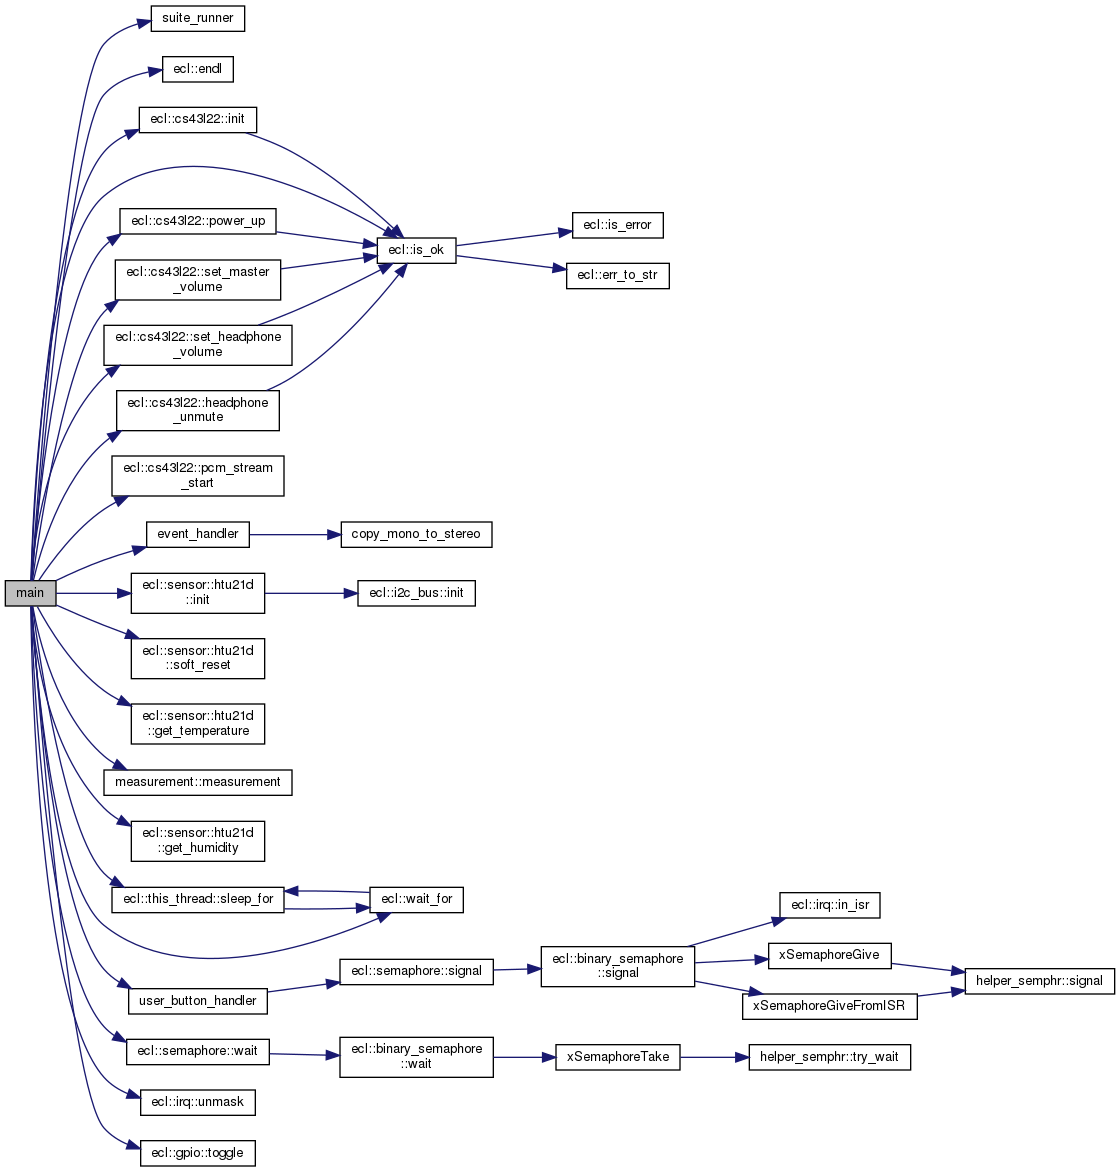 suite_runner
ecl::endl
ecl::cs43l22::init
ecl::cs43l22::power_up
ecl::is_error
ecl::is_ok
ecl::err_to_str
ecl::cs43l22::set_master
_volume
ecl::cs43l22::set_headphone
_volume
ecl::cs43l22::headphone
_unmute
ecl::cs43l22::pcm_stream
_start
event_handler
copy_mono_to_stereo
main
ecl::sensor::htu21d
::init
ecl::i2c_bus::init
ecl::sensor::htu21d
::soft_reset
ecl::sensor::htu21d
::get_temperature
measurement::measurement
ecl::sensor::htu21d
::get_humidity
ecl::this_thread::sleep_for
ecl::wait_for
ecl::irq::in_isr
ecl::semaphore::signal
ecl::binary_semaphore
::signal
xSemaphoreGive
helper_semphr::signal
user_button_handler
xSemaphoreGiveFromISR
ecl::semaphore::wait
ecl::binary_semaphore
::wait
xSemaphoreTake
helper_semphr::try_wait
ecl::irq::unmask
ecl::gpio::toggle